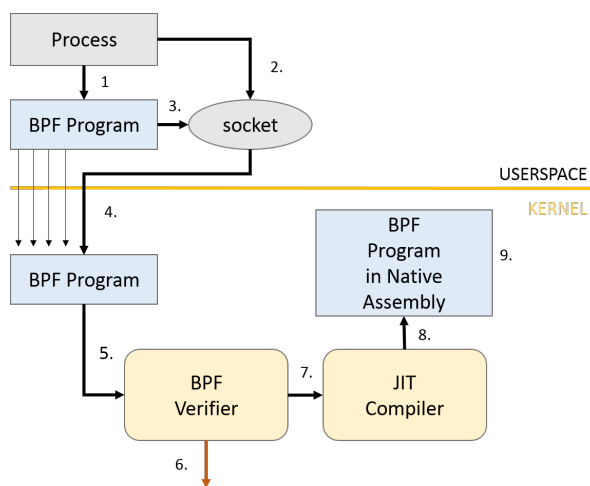 Process
1
2.
BPF Program
3.
socket
USERSPACE
KERNEL
4.
BPF Program
BPF
Program
in Native
Assembly
9.
5.
BPF
Verifier
7.
JIT
Compiler
8.
6.